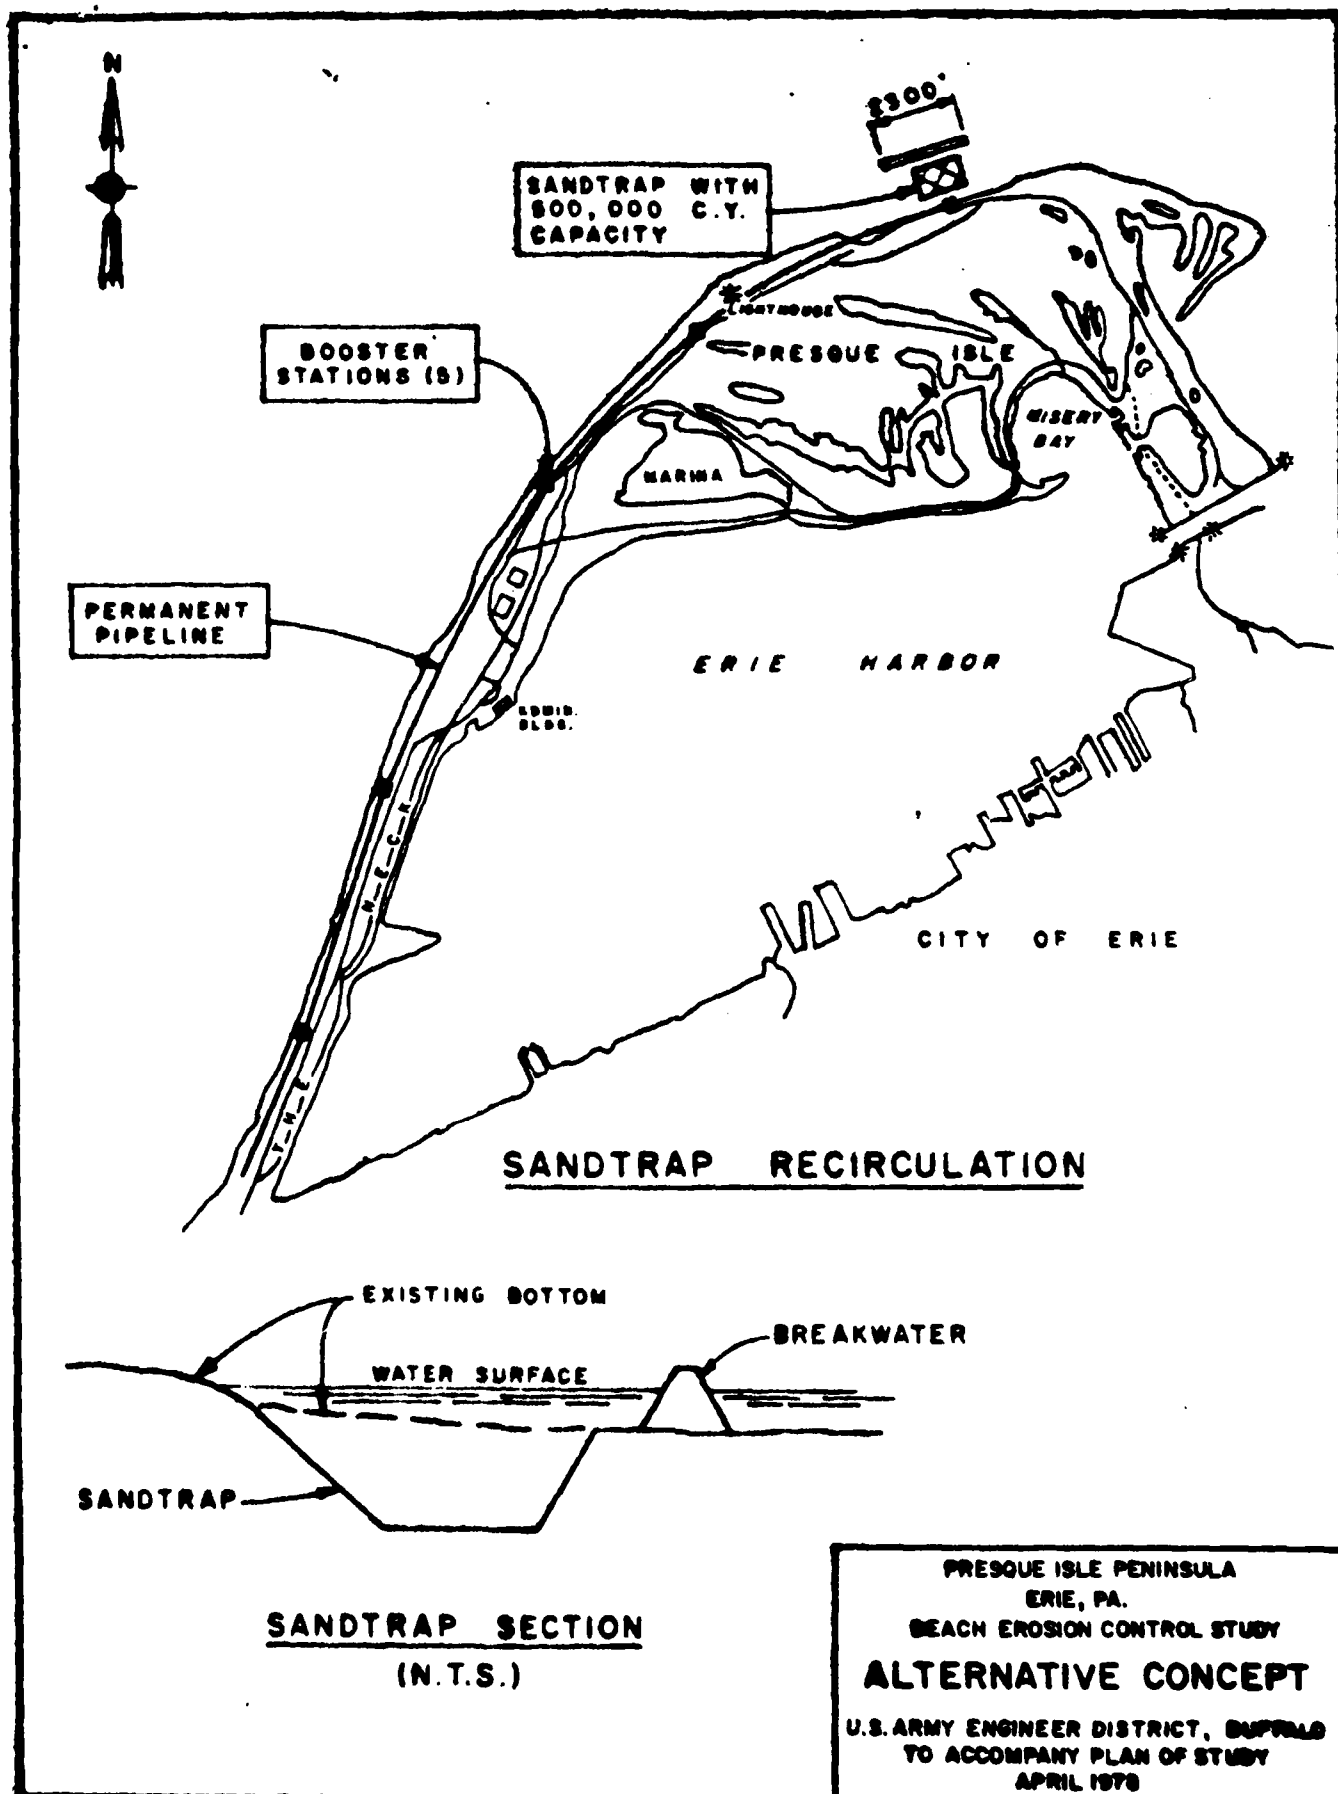 N
2300'
SANDTRAP WITH
500,000 C.Y.
CAPACITY
LIGHTHOUSE
BOOSTER
STATIONS (5)
PRESQUE ISLE
MISERY
BAY
MARINA
PERMANENT
PIPELINE
ERIE HARBOR
ADMIN.
BLDG.
THE NECK
CITY OF ERIE
SANDTRAP RECIRCULATION
EXISTING BOTTOM
BREAKWATER
WATER SURFACE
SANDTRAP
SANDTRAP SECTION
(N.T.S.)
PRESQUE ISLE PENINSULA
ERIE, PA.
BEACH EROSION CONTROL STUDY
ALTERNATIVE CONCEPT
U.S. ARMY ENGINEER DISTRICT, BUFFALO
TO ACCOMPANY PLAN OF STUDY
APRIL 1978